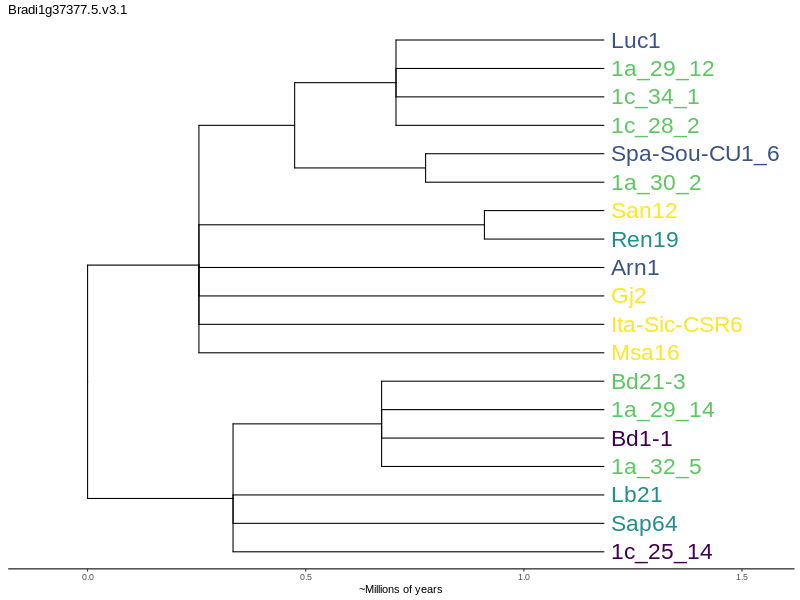 Bradi1g37377.5.v3.1
Luc1
1a_29_12
1c_34_1
1c_28_2
Spa-Sou-CU1_6
1a_30_2
San12
Ren19
Arn1
Gj2
Ita-Sic-CSR6
Msa16
Bd21-3
1a_29_14
Bd1-1
1a_32_5
Lb21
Sap64
1c_25_14
0.0 0.5 1.0 1.5
~Millions of years